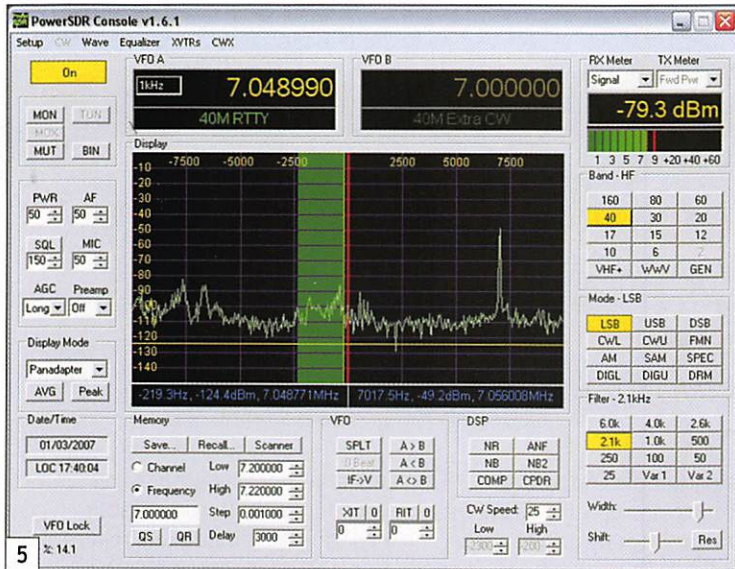 PowerSDR Console v1.6.1
Setup CW Wave Equalizer XVTRs CWX
On
MON TUN
MOX
MUT BIN
PWR AF
50 50
SQL MIC
150 50
AGC Preamp
Long Off
Display Mode
Panadapter
AVG Peak
Date/Time
01/03/2007
LOC 17:40:04
VFO Lock
%: 14.1
5
VFO A
1kHz 7.048990
40M RTTY
VFO B
7.000000
40M Extra CW
Display
-7500 -5000 -2500 2500 5000 7500
-10
-20
-30
-40
-50
-60
-70
-80
-90
-100
-110
-120
-130
-140
-219.3Hz, -124.4dBm, 7.048771MHz 7017.5Hz, -49.2dBm, 7.056008MHz
Memory
Save... Recall... Scanner
Channel Low 7.200000
Frequency High 7.220000
7.000000 Step 0.001000
QS QR Delay 3000
VFO
SPLT A > B
0 Beat A < B
IF->V A <> B
XIT 0 RIT 0
0 0
DSP
NR ANF
NB NB2
COMP CPDR
CW Speed: 25
Low High
-2300 -200
RX Meter TX Meter
Signal Fwd Pwr
-79.3 dBm
1 3 5 7 9 +20 +40 +60
Band - HF
160 80 60
40 30 20
17 15 12
10 6 2
VHF+ WWV GEN
Mode - LSB
LSB USB DSB
CWL CWU FMN
AM SAM SPEC
DIGL DIGU DRM
Filter - 2.1kHz
6.0k 4.0k 2.6k
2.1k 1.0k 500
250 100 50
25 Var 1 Var 2
Width:
Shift: Res